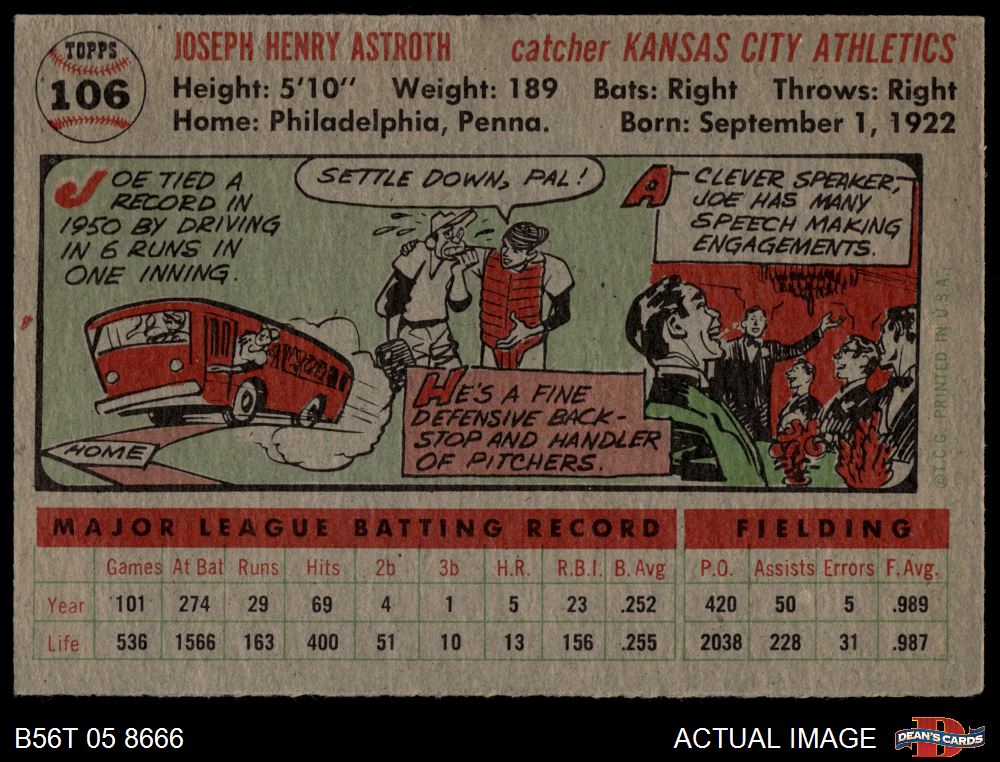 TOPPS
106
JOSEPH HENRY ASTROTH catcher KANSAS CITY ATHLETICS
Height: 5'10" Weight: 189 Bats: Right Throws: Right
Home: Philadelphia, Penna. Born: September 1, 1922
JOE TIED A
RECORD IN
1950 BY DRIVING
IN 6 RUNS IN
ONE INNING.
HOME
SETTLE DOWN, PAL!
HE'S A FINE
DEFENSIVE BACK-
STOP AND HANDLER
OF PITCHERS.
A CLEVER SPEAKER,
JOE HAS MANY
SPEECH MAKING
ENGAGEMENTS.
©T.C.G. PRINTED IN U.S.A.
MAJOR LEAGUE BATTING RECORD FIELDING
Games At Bat Runs Hits 2b 3b H.R. R.B.I. B. Avg P.O. Assists Errors F. Avg.
Year 101 274 29 69 4 1 5 23 .252 420 50 5 .989
Life 536 1566 163 400 51 10 13 156 .255 2038 228 31 .987
B56T 05 8666 ACTUAL IMAGE D DEAN'S CARDS